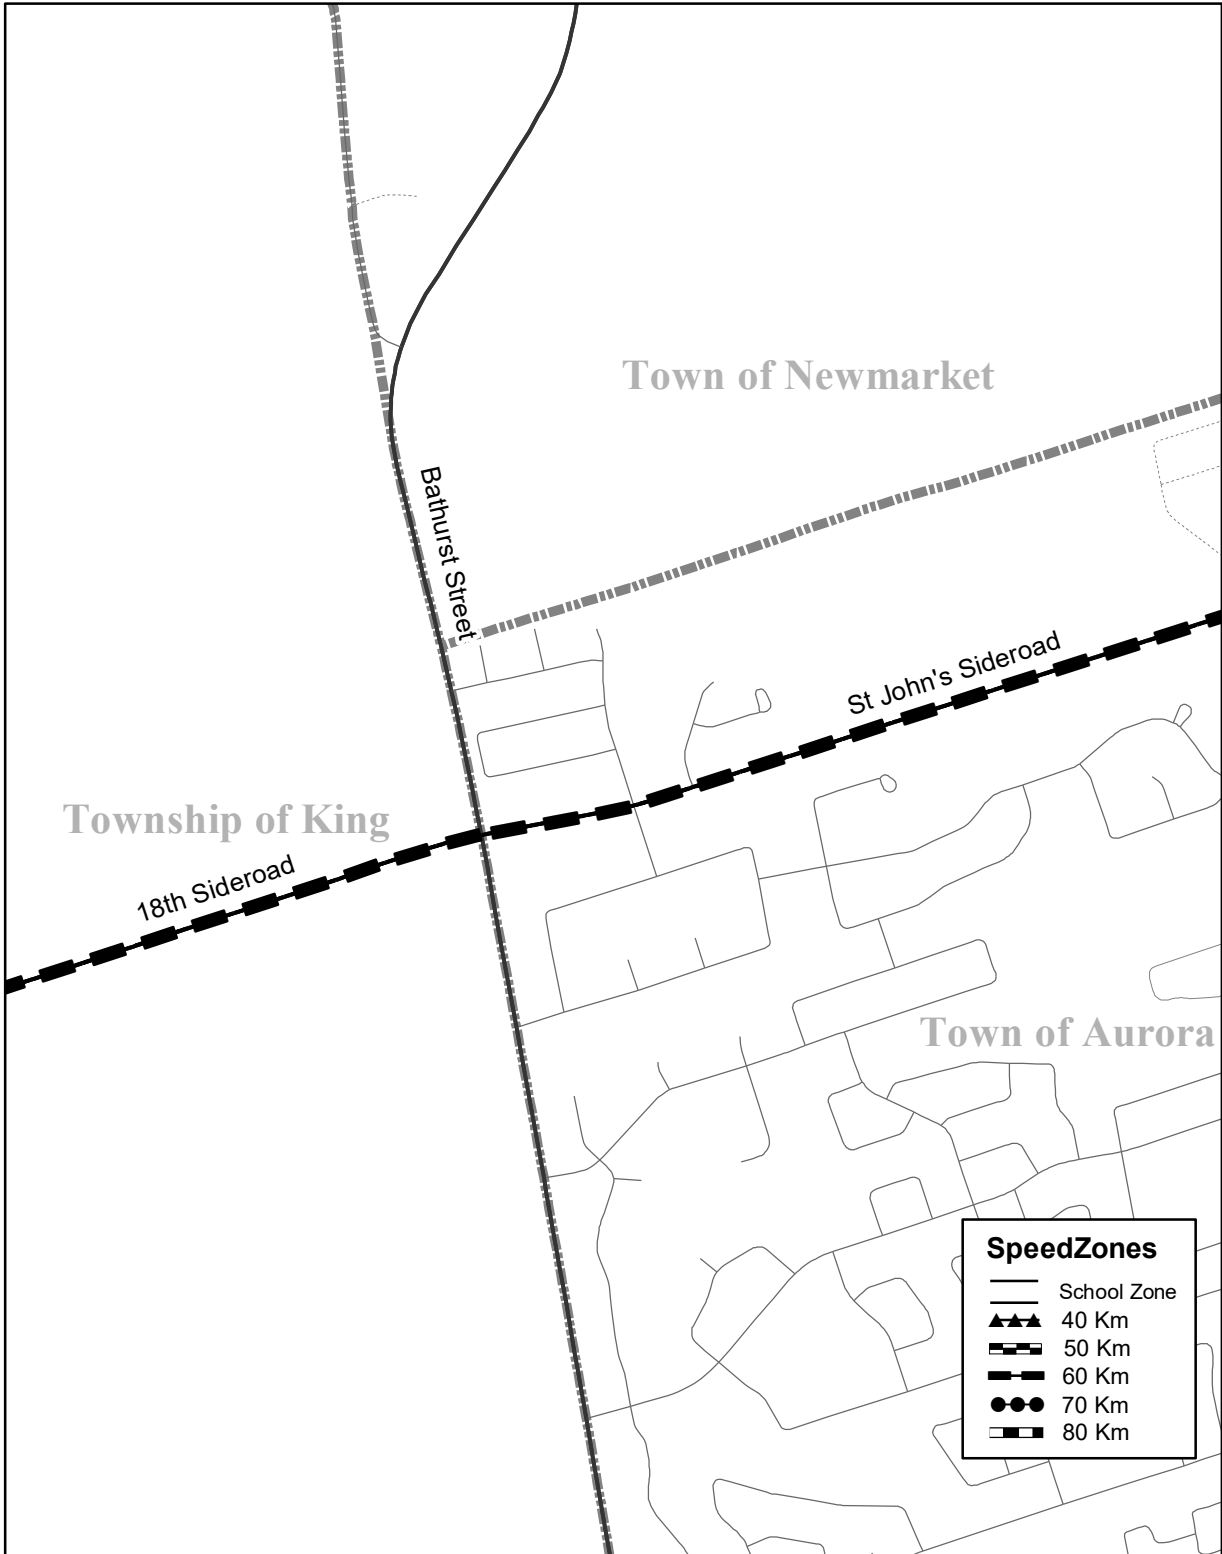 Town of Newmarket
Bathurst Street
St John's Sideroad
Township of King
18th Sideroad
Town of Aurora
SpeedZones
School Zone
40 Km
50 Km
60 Km
70 Km
80 Km